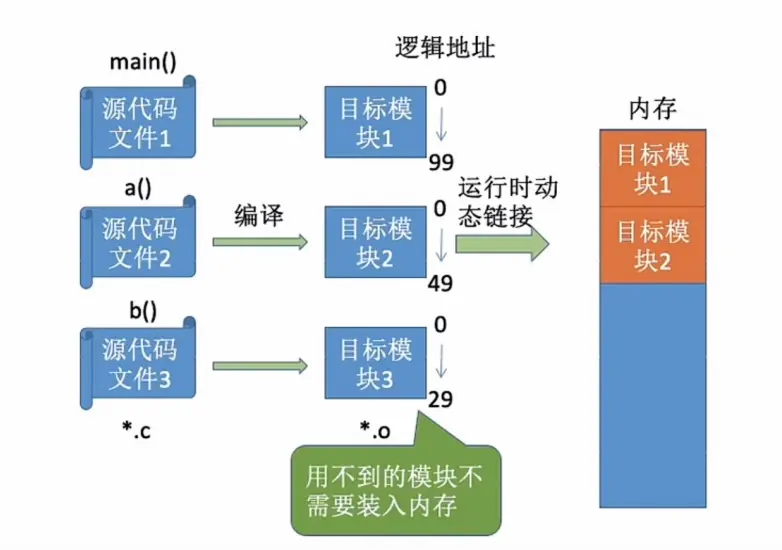 main()
逻辑地址
源代码
文件1
目标模
块1
0
99
内存
目标模
块1
a()
源代码
文件2
编译
目标模
块2
0
49
运行时动
态链接
目标模
块2
b()
源代码
文件3
目标模
块3
0
29
*.c
*.o
用不到的模块不
需要装入内存